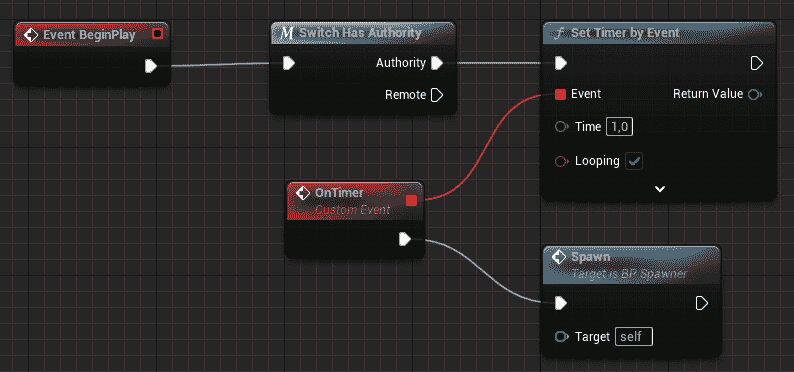 Event BeginPlay
Switch Has Authority
Authority
Remote
Set Timer by Event
Event
Return Value
Time 1,0
Looping
OnTimer
Custom Event
Spawn
Target is BP Spawner
Target self